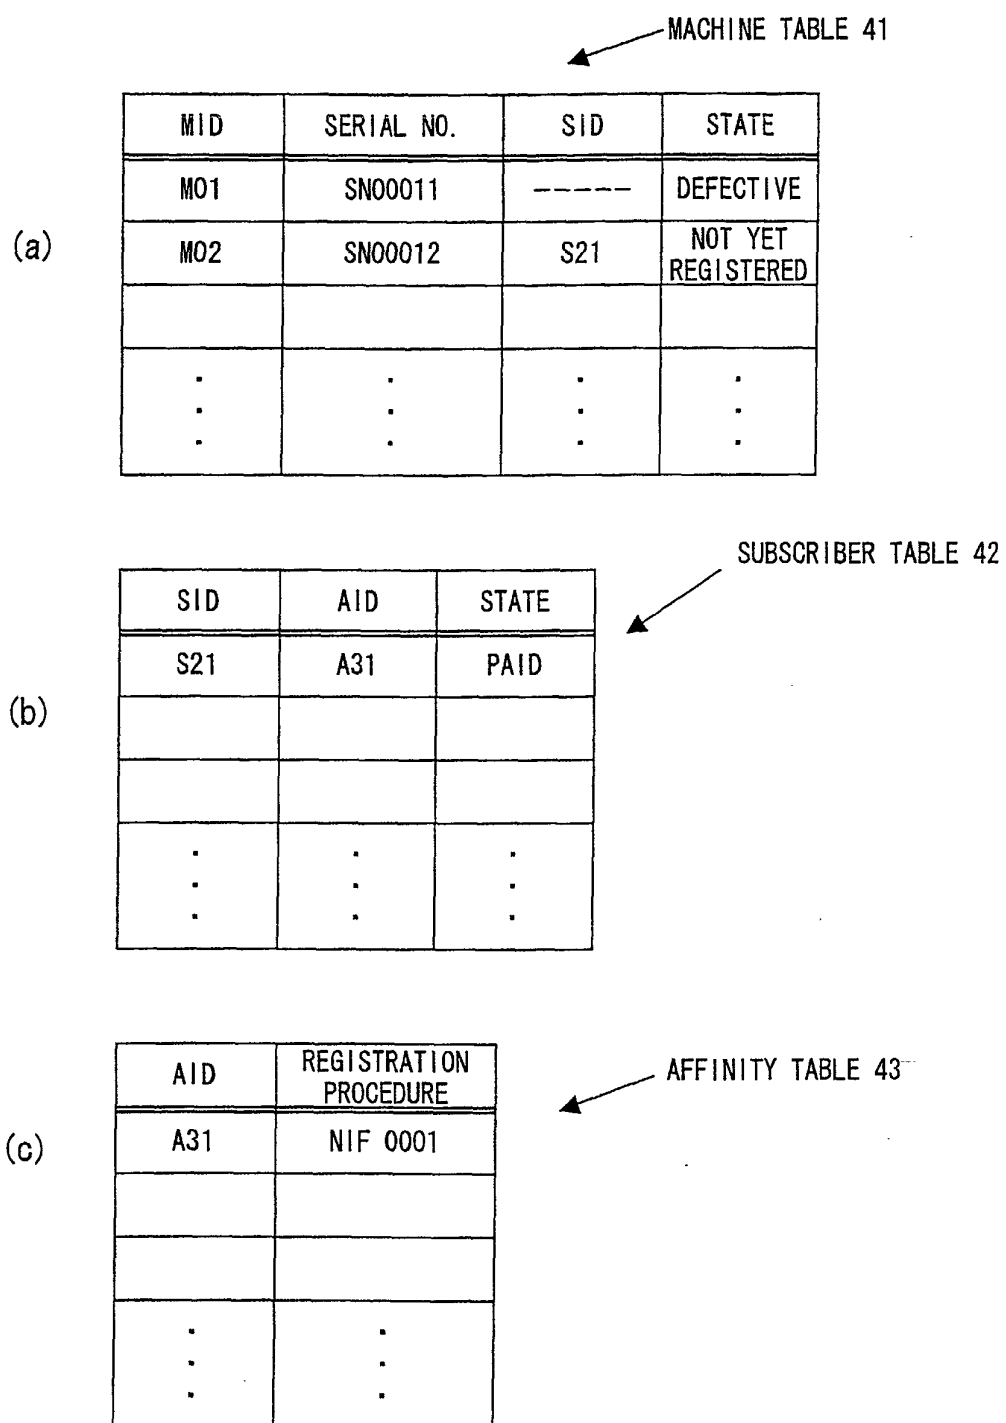 MACHINE TABLE 41
MID SERIAL NO. SID STATE
M01 SN00011 ----- DEFECTIVE
(a)
M02 SN00012 S21 NOT YET REGISTERED
SUBSCRIBER TABLE 42
SID AID STATE
S21 A31 PAID
(b)
AFFINITY TABLE 43
AID REGISTRATION PROCEDURE
A31 NIF 0001
(c)